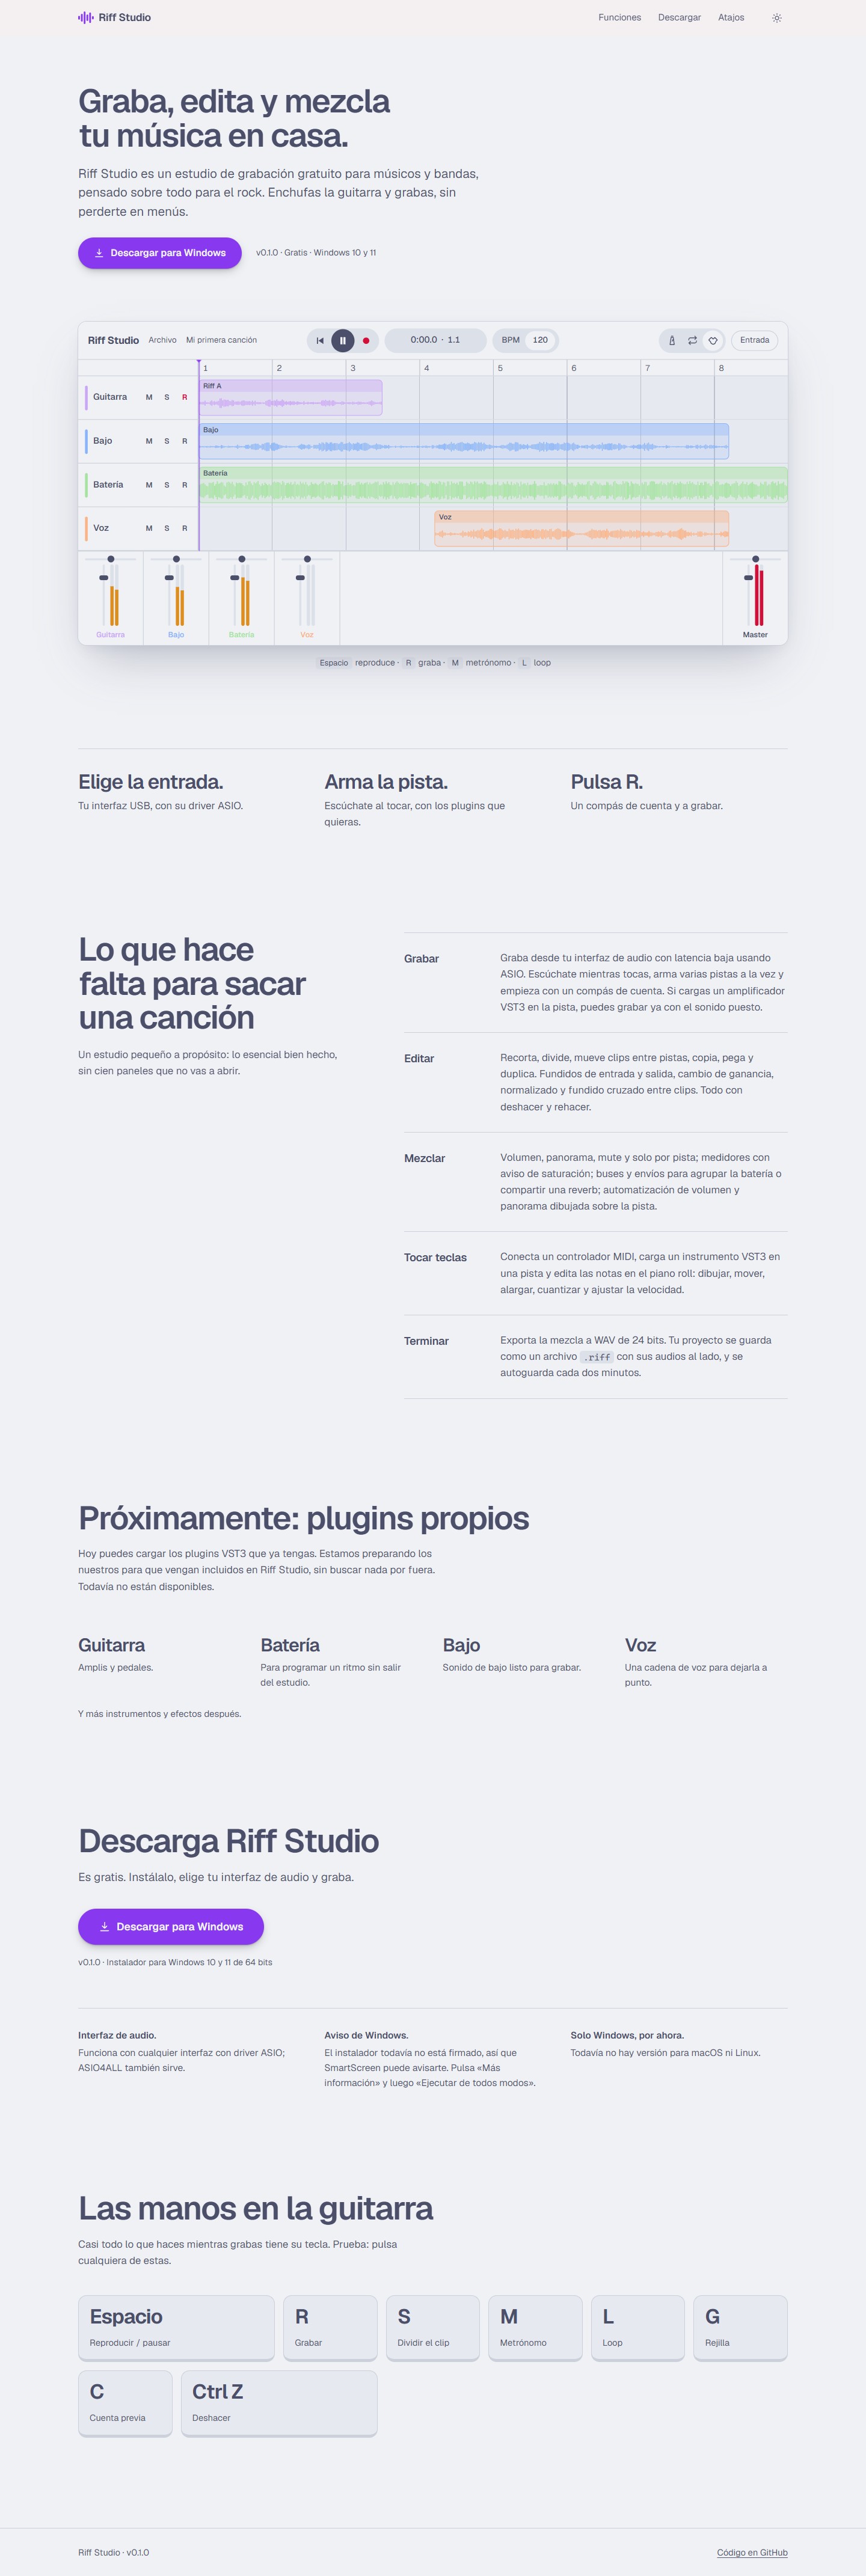 Riff Studio
Funciones Descargar Atajos
Graba, edita y mezcla
tu música en casa.
Riff Studio es un estudio de grabación gratuito para músicos y bandas,
pensado sobre todo para el rock. Enchufas la guitarra y grabas, sin
perderte en menús.
Descargar para Windows
v0.1.0 · Gratis · Windows 10 y 11
Riff Studio Archivo Mi primera canción 0:00.0 · 1.1 BPM 120 Entrada
1 2 3 4 5 6 7 8
Riff A
Guitarra M S R
Bajo
Bajo M S R
Batería
Batería M S R
Voz
Voz M S R
Guitarra Bajo Batería Voz Master
Espacio reproduce · R graba · M metrónomo · L loop
Elige la entrada.
Tu interfaz USB, con su driver ASIO.
Arma la pista.
Escúchate al tocar, con los plugins que
quieras.
Pulsa R.
Un compás de cuenta y a grabar.
Lo que hace
falta para sacar
una canción
Un estudio pequeño a propósito: lo esencial bien hecho,
sin cien paneles que no vas a abrir.
Grabar
Graba desde tu interfaz de audio con latencia baja usando
ASIO. Escúchate mientras tocas, arma varias pistas a la vez y
empieza con un compás de cuenta. Si cargas un amplificador
VST3 en la pista, puedes grabar ya con el sonido puesto.
Editar
Recorta, divide, mueve clips entre pistas, copia, pega y
duplica. Fundidos de entrada y salida, cambio de ganancia,
normalizado y fundido cruzado entre clips. Todo con
deshacer y rehacer.
Mezclar
Volumen, panorama, mute y solo por pista; medidores con
aviso de saturación; buses y envíos para agrupar la batería o
compartir una reverb; automatización de volumen y
panorama dibujada sobre la pista.
Tocar teclas
Conecta un controlador MIDI, carga un instrumento VST3 en
una pista y edita las notas en el piano roll: dibujar, mover,
alargar, cuantizar y ajustar la velocidad.
Terminar
Exporta la mezcla a WAV de 24 bits. Tu proyecto se guarda
como un archivo .riff con sus audios al lado, y se
autoguarda cada dos minutos.
Próximamente: plugins propios
Hoy puedes cargar los plugins VST3 que ya tengas. Estamos preparando los
nuestros para que vengan incluidos en Riff Studio, sin buscar nada por fuera.
Todavía no están disponibles.
Guitarra
Amplis y pedales.
Batería
Para programar un ritmo sin salir
del estudio.
Bajo
Sonido de bajo listo para grabar.
Voz
Una cadena de voz para dejarla a
punto.
Y más instrumentos y efectos después.
Descarga Riff Studio
Es gratis. Instálalo, elige tu interfaz de audio y graba.
Descargar para Windows
v0.1.0 · Instalador para Windows 10 y 11 de 64 bits
Interfaz de audio.
Funciona con cualquier interfaz con driver ASIO;
ASIO4ALL también sirve.
Aviso de Windows.
El instalador todavía no está firmado, así que
SmartScreen puede avisarte. Pulsa «Más
información» y luego «Ejecutar de todos modos».
Solo Windows, por ahora.
Todavía no hay versión para macOS ni Linux.
Las manos en la guitarra
Casi todo lo que haces mientras grabas tiene su tecla. Prueba: pulsa
cualquiera de estas.
Espacio
Reproducir / pausar
R
Grabar
S
Dividir el clip
M
Metrónomo
L
Loop
G
Rejilla
C
Cuenta previa
Ctrl Z
Deshacer
Riff Studio · v0.1.0
Código en GitHub